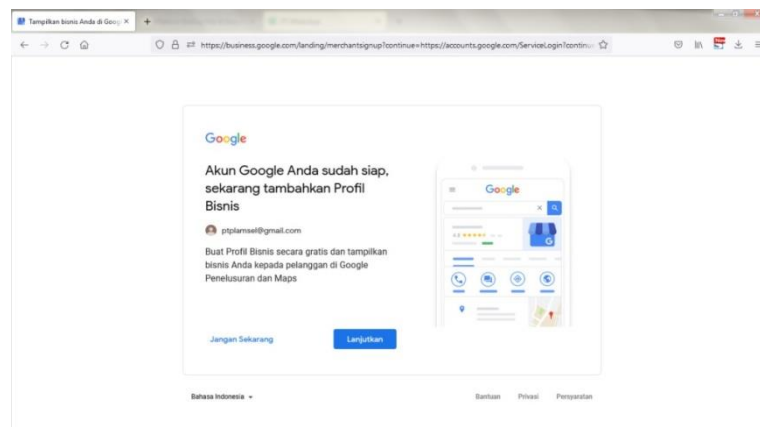 Tampilkan bisnis Anda di Goog
https://business.google.com/landing/merchantsignup?continue=https://accounts.google.com/ServiceLogin?continu
Google
Akun Google Anda sudah siap,
sekarang tambahkan Profil
Bisnis
ptplamsel@gmail.com
Buat Profil Bisnis secara gratis dan tampilkan
bisnis Anda kepada pelanggan di Google
Penelusuran dan Maps
Jangan Sekarang
Lanjutkan
Google
4,8
G
Bahasa Indonesia
Bantuan Privasi Persyaratan